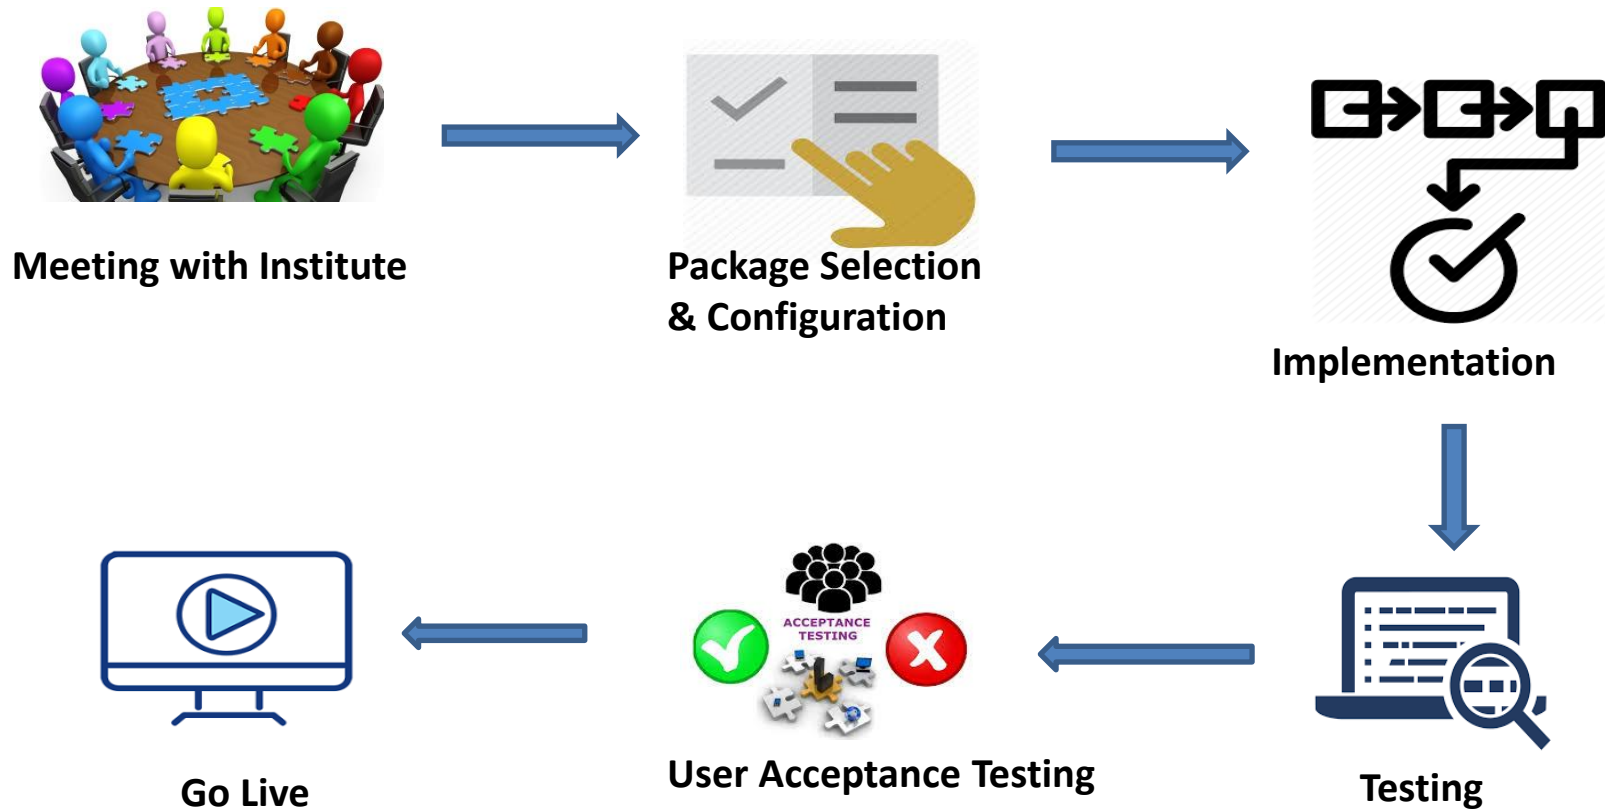 Meeting with Institute
Package Selection
& Configuration
Implementation
ACCEPTANCE
TESTING
Go Live
User Acceptance Testing
Testing